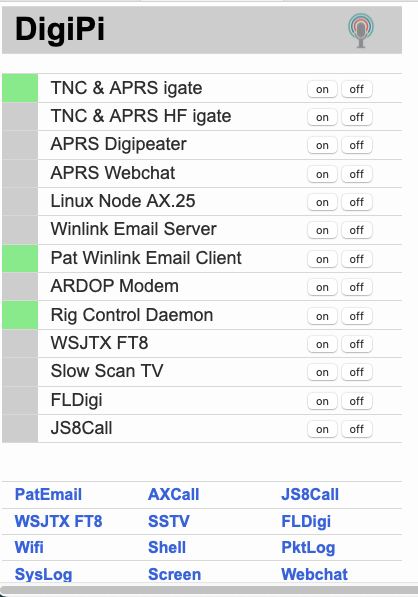 DigiPi
TNC & APRS igate on off
TNC & APRS HF igate on off
APRS Digipeater on off
APRS Webchat on off
Linux Node AX.25 on off
Winlink Email Server on off
Pat Winlink Email Client on off
ARDOP Modem on off
Rig Control Daemon on off
WSJTX FT8 on off
Slow Scan TV on off
FLDigi on off
JS8Call on off
PatEmail AXCall JS8Call
WSJTX FT8 SSTV FLDigi
Wifi Shell PktLog
SysLog Screen Webchat